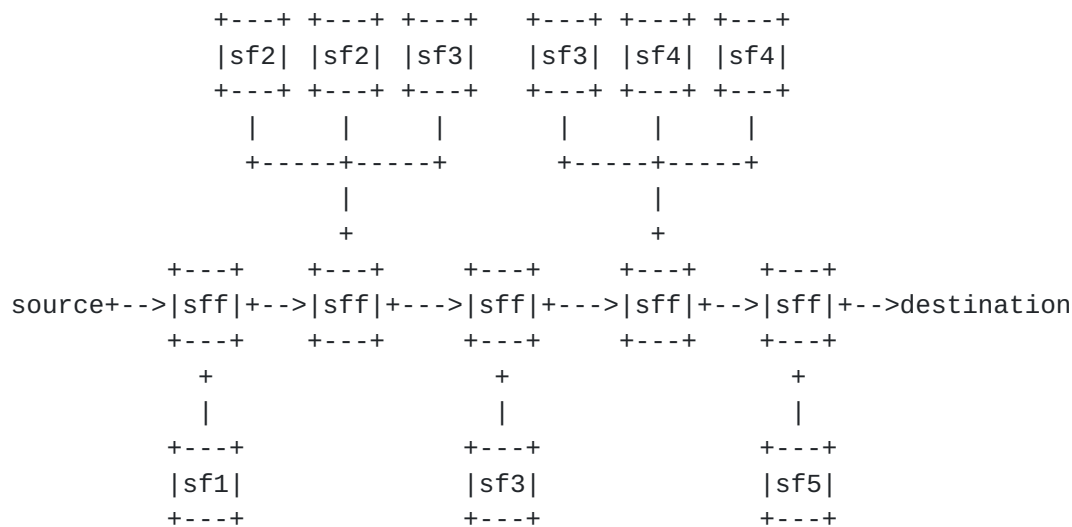 +---+ +---+ +---+   +---+ +---+ +---+
|sf2| |sf2| |sf3|   |sf3| |sf4| |sf4|
+---+ +---+ +---+   +---+ +---+ +---+
|     |     |       |     |     |
+-----+-----+       +-----+-----+
|                   |
+                   +
+---+    +---+     +---+     +---+    +---+
source+-->|sff|+-->|sff|+--->|sff|+--->|sff|+-->|sff|+-->destination
+---+    +---+     +---+     +---+    +---+
+                  +                  +
|                  |                  |
+---+              +---+              +---+
|sf1|              |sf3|              |sf5|
+---+              +---+              +---+